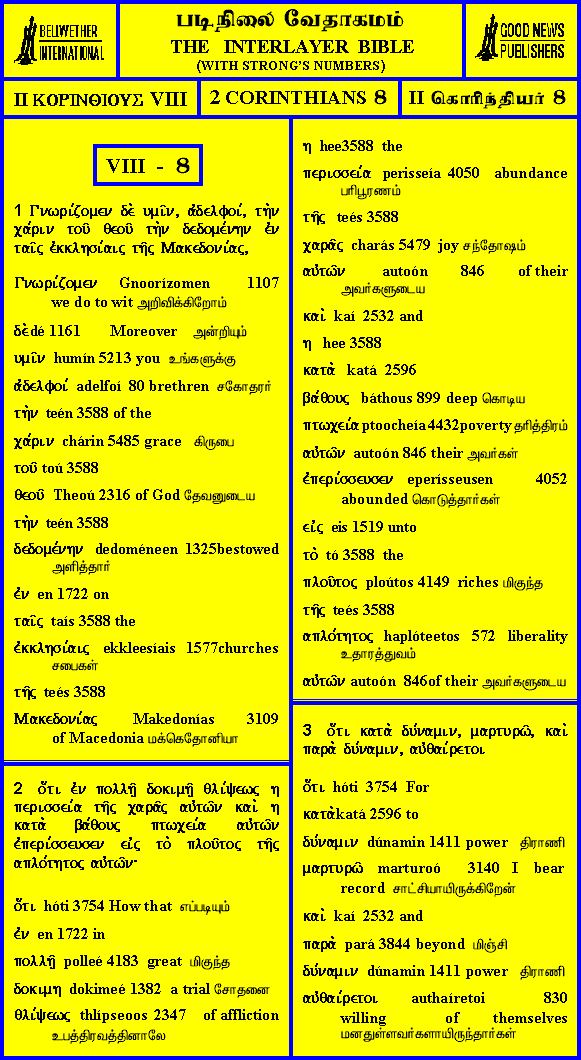 BELLWETHER
INTERNATIONAL
படிநிலை வேதாகமம்
THE INTERLAYER BIBLE
(WITH STRONG'S NUMBERS)
GOOD NEWS
PUBLISHERS
II ΚΟΡΙΝΘΙΟΥΣ VIII
2 CORINTHIANS 8
II கொரிந்தியர் 8
VIII - 8
1 Γνωρίζομεν δὲ υμῖν, ἀδελφοί, τὴν
χάριν τοῦ θεοῦ τὴν δεδομένην ἐν
ταῖς ἐκκλησίαις τῆς Μακεδονίας,
Γνωρίζομεν Gnoorízomen 1107
we do to wit அறிவிக்கிறோம்
δὲ dé 1161 Moreover அன்றியும்
υμῖν humín 5213 you உங்களுக்கு
ἀδελφοί adelfoí 80 brethren சகோதரர்
τὴν teén 3588 of the
χάριν chárin 5485 grace கிருபை
τοῦ toú 3588
θεοῦ Theoú 2316 of God தேவனுடைய
τὴν teén 3588
δεδομένην dedoméneen 1325bestowed
அளித்தார்
ἐν en 1722 on
ταῖς taís 3588 the
ἐκκλησίαις ekkleesíais 1577churches
சபைகள்
τῆς teés 3588
Μακεδονίας Makedonías 3109
of Macedonia மக்கெதோனியா
2 ὅτι ἐν πολλῇ δοκιμῇ θλίψεως η
περισσεία τῆς χαρᾶς αὐτῶν καὶ η
κατὰ βάθους πτωχεία αὐτῶν
ἐπερίσσευσεν εἰς τὸ πλοῦτος τῆς
απλότητος αὐτῶν·
ὅτι hóti 3754 How that எப்படியும்
ἐν en 1722 in
πολλῇ polleé 4183 great மிகுந்த
δοκιμη dokimeé 1382 a trial சோதனை
θλίψεως thlípseoos 2347 of affliction
உபத்திரவத்தினாலே
η hee3588 the
περισσεία perisseía 4050 abundance
பரிபூரணம்
τῆς teés 3588
χαρᾶς charás 5479 joy சந்தோஷம்
αὐτῶν autoón 846 of their
அவர்களுடைய
καὶ kaí 2532 and
η hee 3588
κατὰ katá 2596
βάθους báthous 899 deep கொடிய
πτωχεία ptoocheía 4432poverty தரித்திரம்
αὐτῶν autoón 846 their அவர்கள்
ἐπερίσσευσεν eperísseusen 4052
abounded கொடுத்தார்கள்
εἰς eis 1519 unto
τὸ tó 3588 the
πλοῦτος ploútos 4149 riches மிகுந்த
τῆς teés 3588
απλότητος haplóteetos 572 liberality
உதாரத்துவம்
αὐτῶν autoón 846of their அவர்களுடைய
3 ὅτι κατὰ δύναμιν, μαρτυρῶ, καὶ
παρὰ δύναμιν, αὐθαίρετοι
ὅτι hóti 3754 For
κατὰkatá 2596 to
δύναμιν dúnamin 1411 power திராணி
μαρτυρῶ marturoó 3140 I bear
record சாட்சியாயிருக்கிறேன்
καὶ kaí 2532 and
παρὰ pará 3844 beyond மிஞ்சி
δύναμιν dúnamin 1411 power திராணி
αὐθαίρετοι authaíretoi 830
willing of themselves
மனதுள்ளவர்களாயிருந்தார்கள்